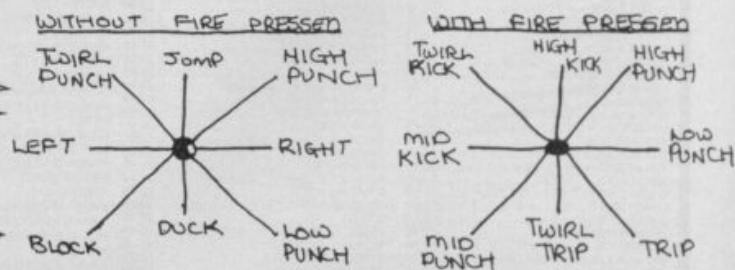 WITHOUT FIRE PRESSED
TWIRL PUNCH
JUMP
HIGH PUNCH
LEFT
RIGHT
BLOCK
DUCK
LOW PUNCH
WITH FIRE PRESSED
TWIRL KICK
HIGH KICK
HIGH PUNCH
MID KICK
LOW PUNCH
MID PUNCH
TWIRL TRIP
TRIP